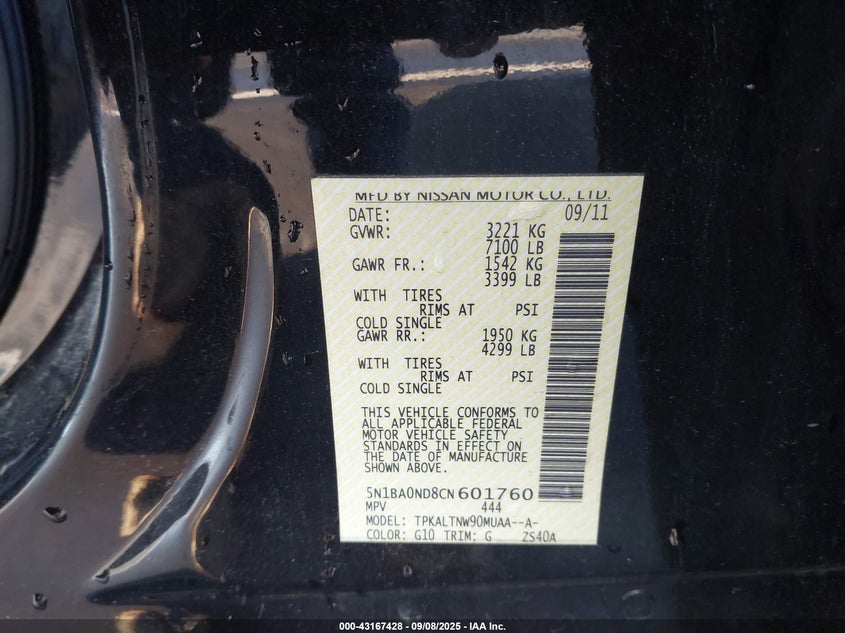 MFD BY NISSAN MOTOR CO., LTD.
DATE: 09/11
GVWR: 3221 KG
7100 LB
GAWR FR.: 1542 KG
3399 LB
WITH TIRES
RIMS AT PSI
COLD SINGLE
GAWR RR.: 1950 KG
4299 LB
WITH TIRES
RIMS AT PSI
COLD SINGLE
THIS VEHICLE CONFORMS TO
ALL APPLICABLE FEDERAL
MOTOR VEHICLE SAFETY
STANDARDS IN EFFECT ON
THE DATE OF MANUFACTURE
SHOWN ABOVE.
5N1BA0ND8CN601760
MPV 444
MODEL: TPKALTNW90MUAA--A-
COLOR: G10 TRIM: G ZS40A
000-43167428 - 09/08/2025 - IAA Inc.